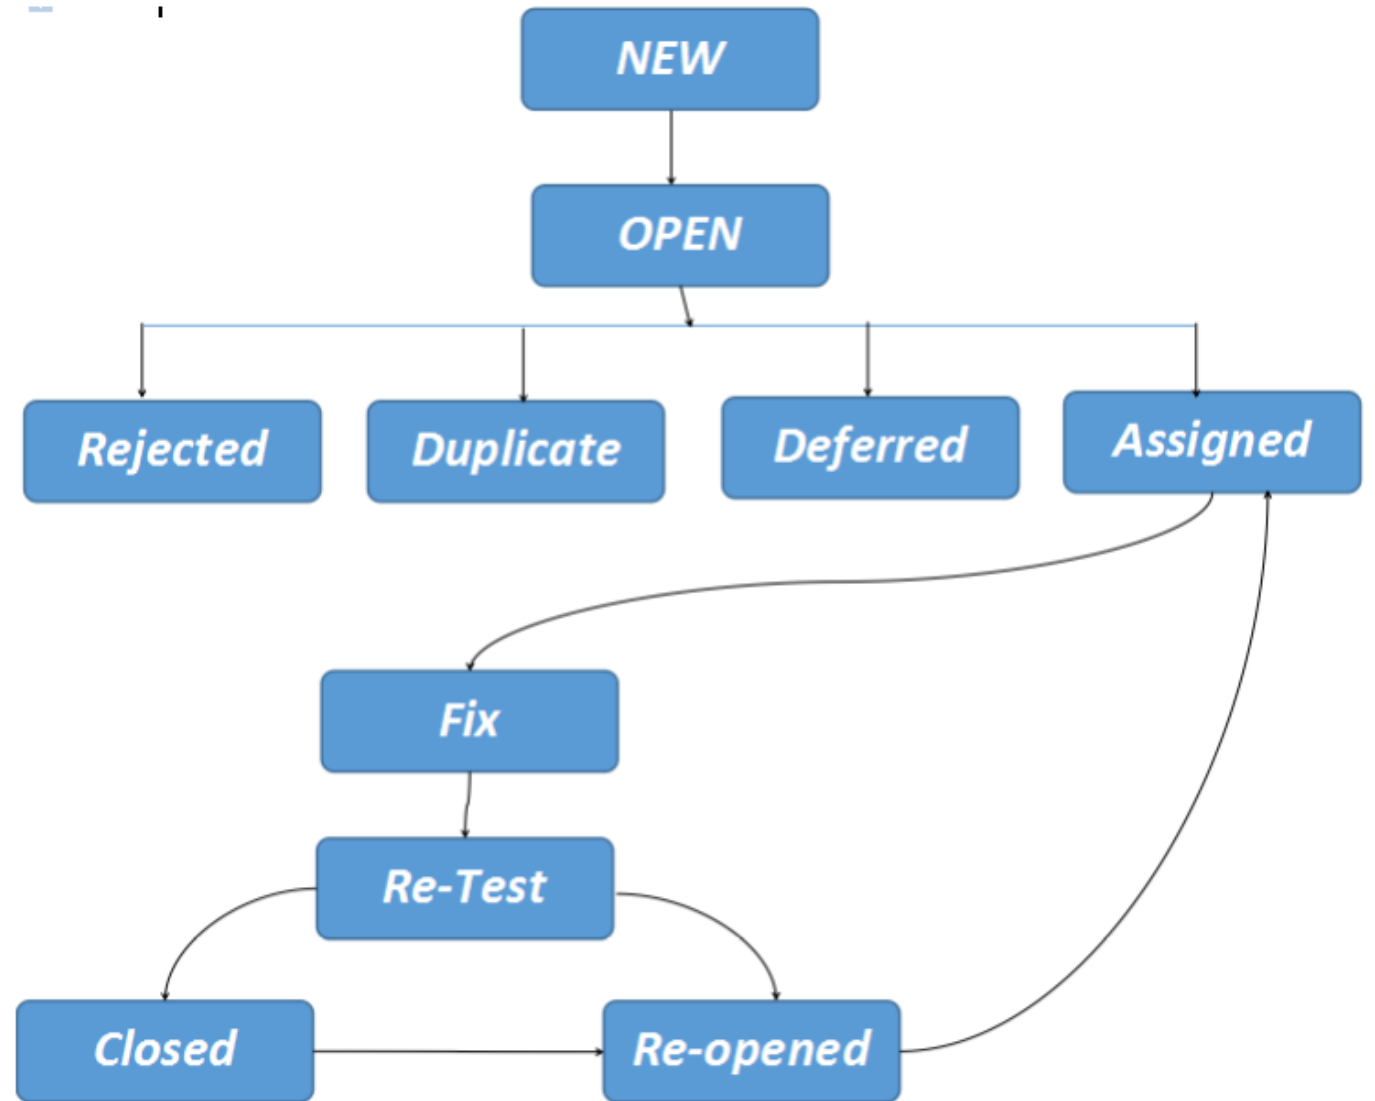 NEW
OPEN
Rejected
Duplicate
Deferred
Assigned
Fix
Re-Test
Closed
Re-opened